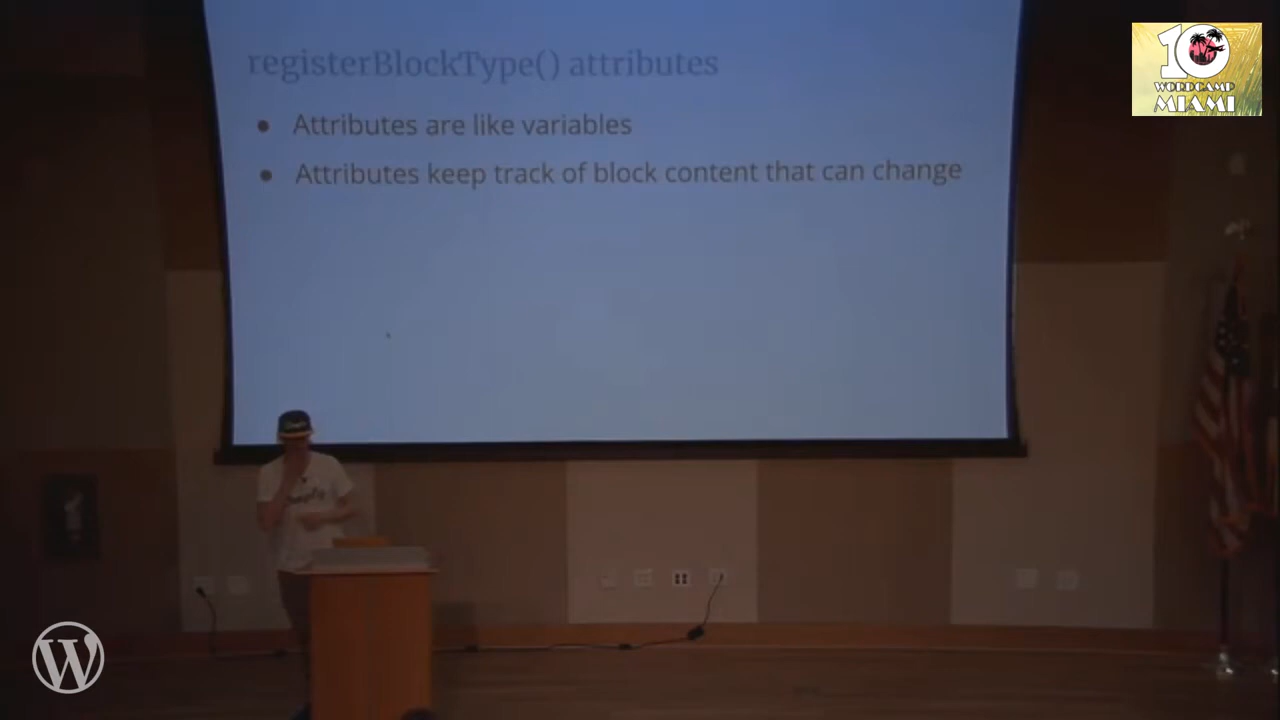 registerBlockType() attributes
● Attributes are like variables
● Attributes keep track of block content that can change
10
WORDCAMP
MIAMI
W